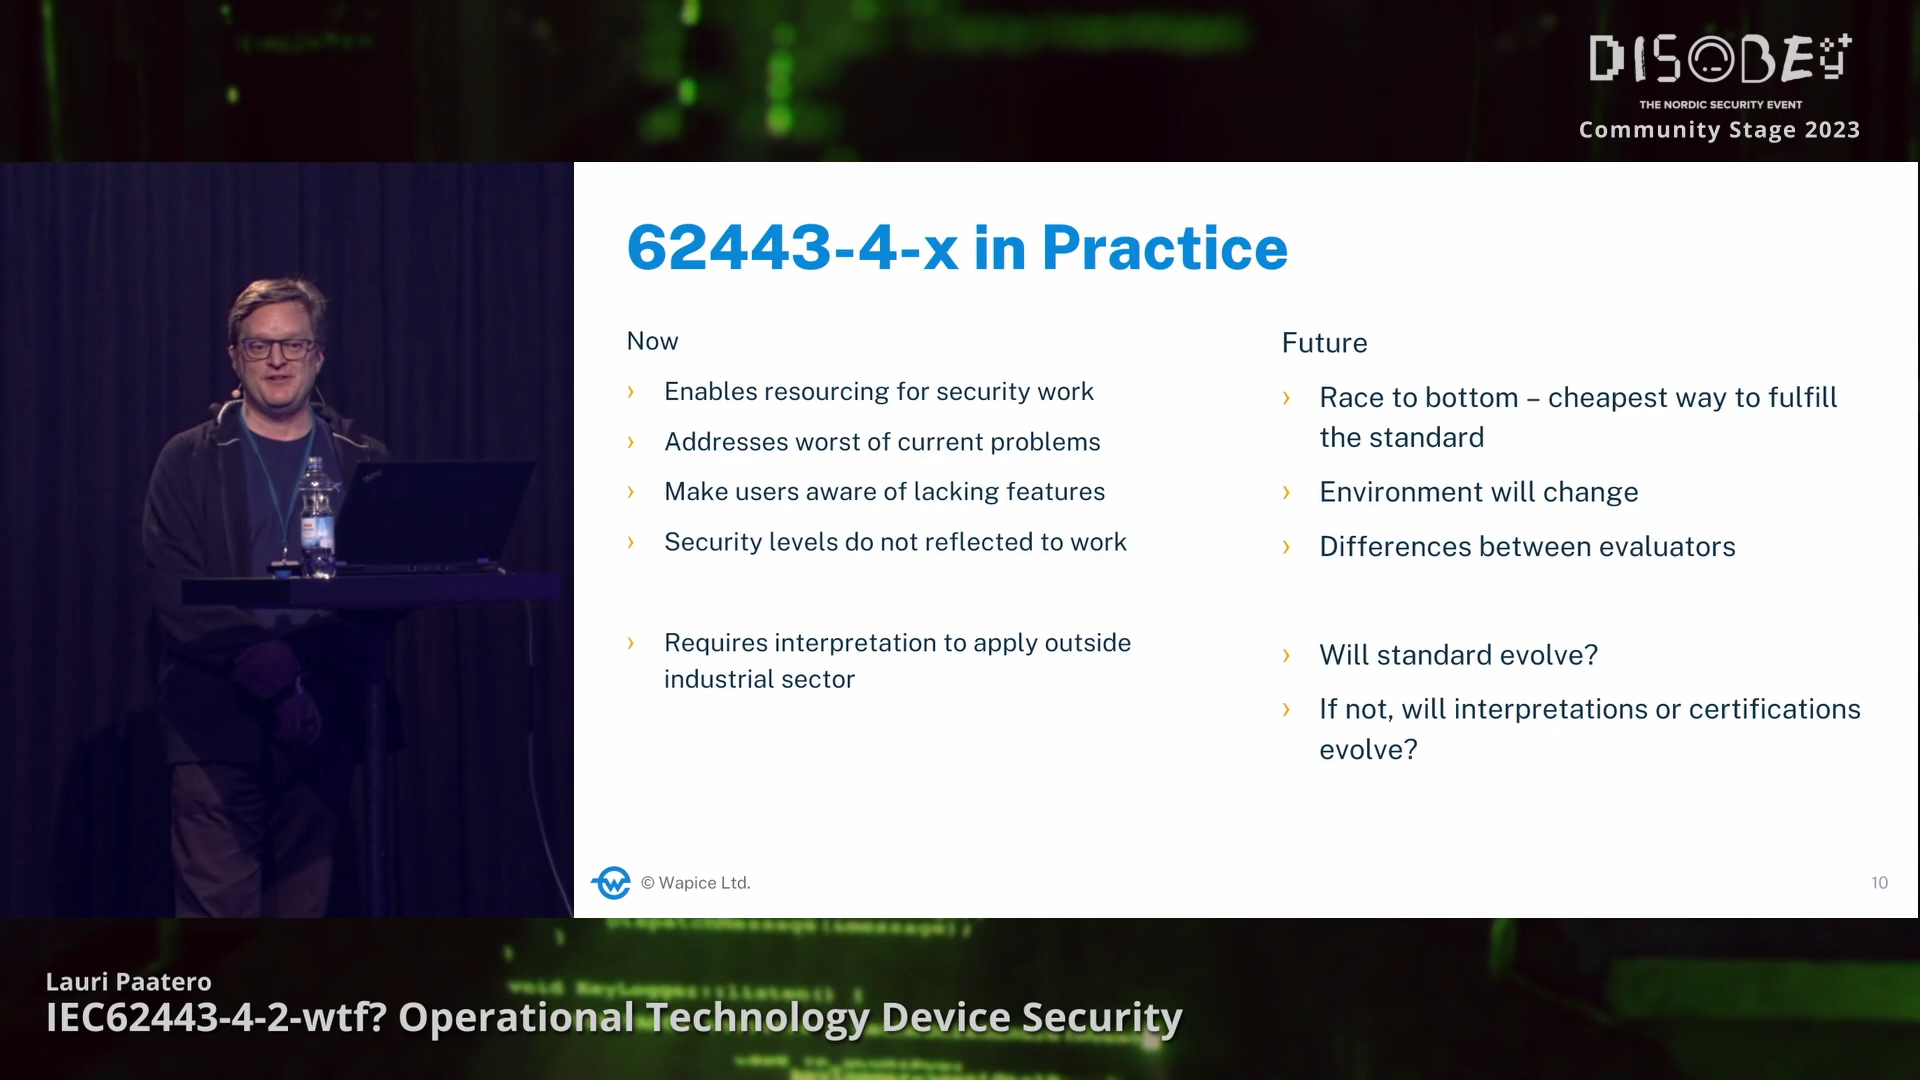 DISOBEY
THE NORDIC SECURITY EVENT
Community Stage 2023
62443-4-x in Practice
Now
› Enables resourcing for security work
› Addresses worst of current problems
› Make users aware of lacking features
› Security levels do not reflected to work
› Requires interpretation to apply outside
industrial sector
Future
› Race to bottom – cheapest way to fulfill
the standard
› Environment will change
› Differences between evaluators
› Will standard evolve?
› If not, will interpretations or certifications
evolve?
© Wapice Ltd.
10
void KeyLogger::listen() {
Lauri Paatero
IEC62443-4-2-wtf? Operational Technology Device Security